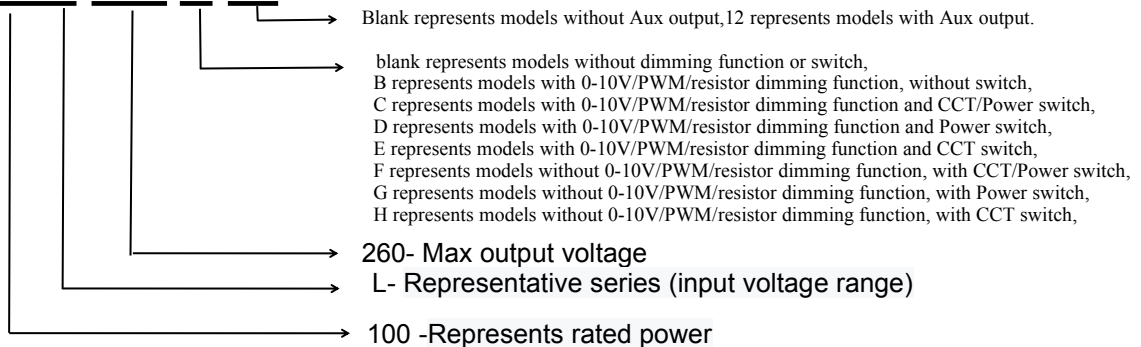 Blank represents models without Aux output,12 represents models with Aux output.
blank represents models without dimming function or switch,
B represents models with 0-10V/PWM/resistor dimming function, without switch,
C represents models with 0-10V/PWM/resistor dimming function and CCT/Power switch,
D represents models with 0-10V/PWM/resistor dimming function and Power switch,
E represents models with 0-10V/PWM/resistor dimming function and CCT switch,
F represents models without 0-10V/PWM/resistor dimming function, with CCT/Power switch,
G represents models without 0-10V/PWM/resistor dimming function, with Power switch,
H represents models without 0-10V/PWM/resistor dimming function, with CCT switch,
260- Max output voltage
L- Representative series (input voltage range)
100 -Represents rated power